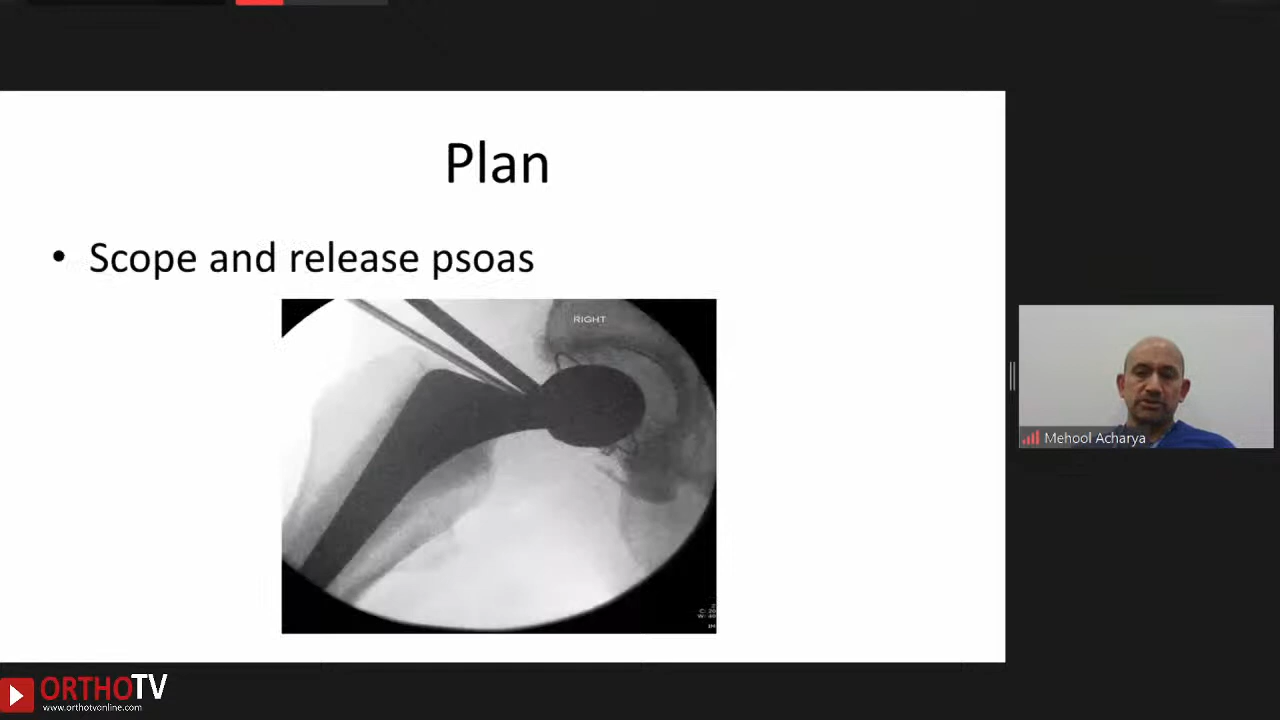 Plan
• Scope and release psoas
RIGHT
Mehool Acharya
ORTHOTV
www.orthotvonline.com